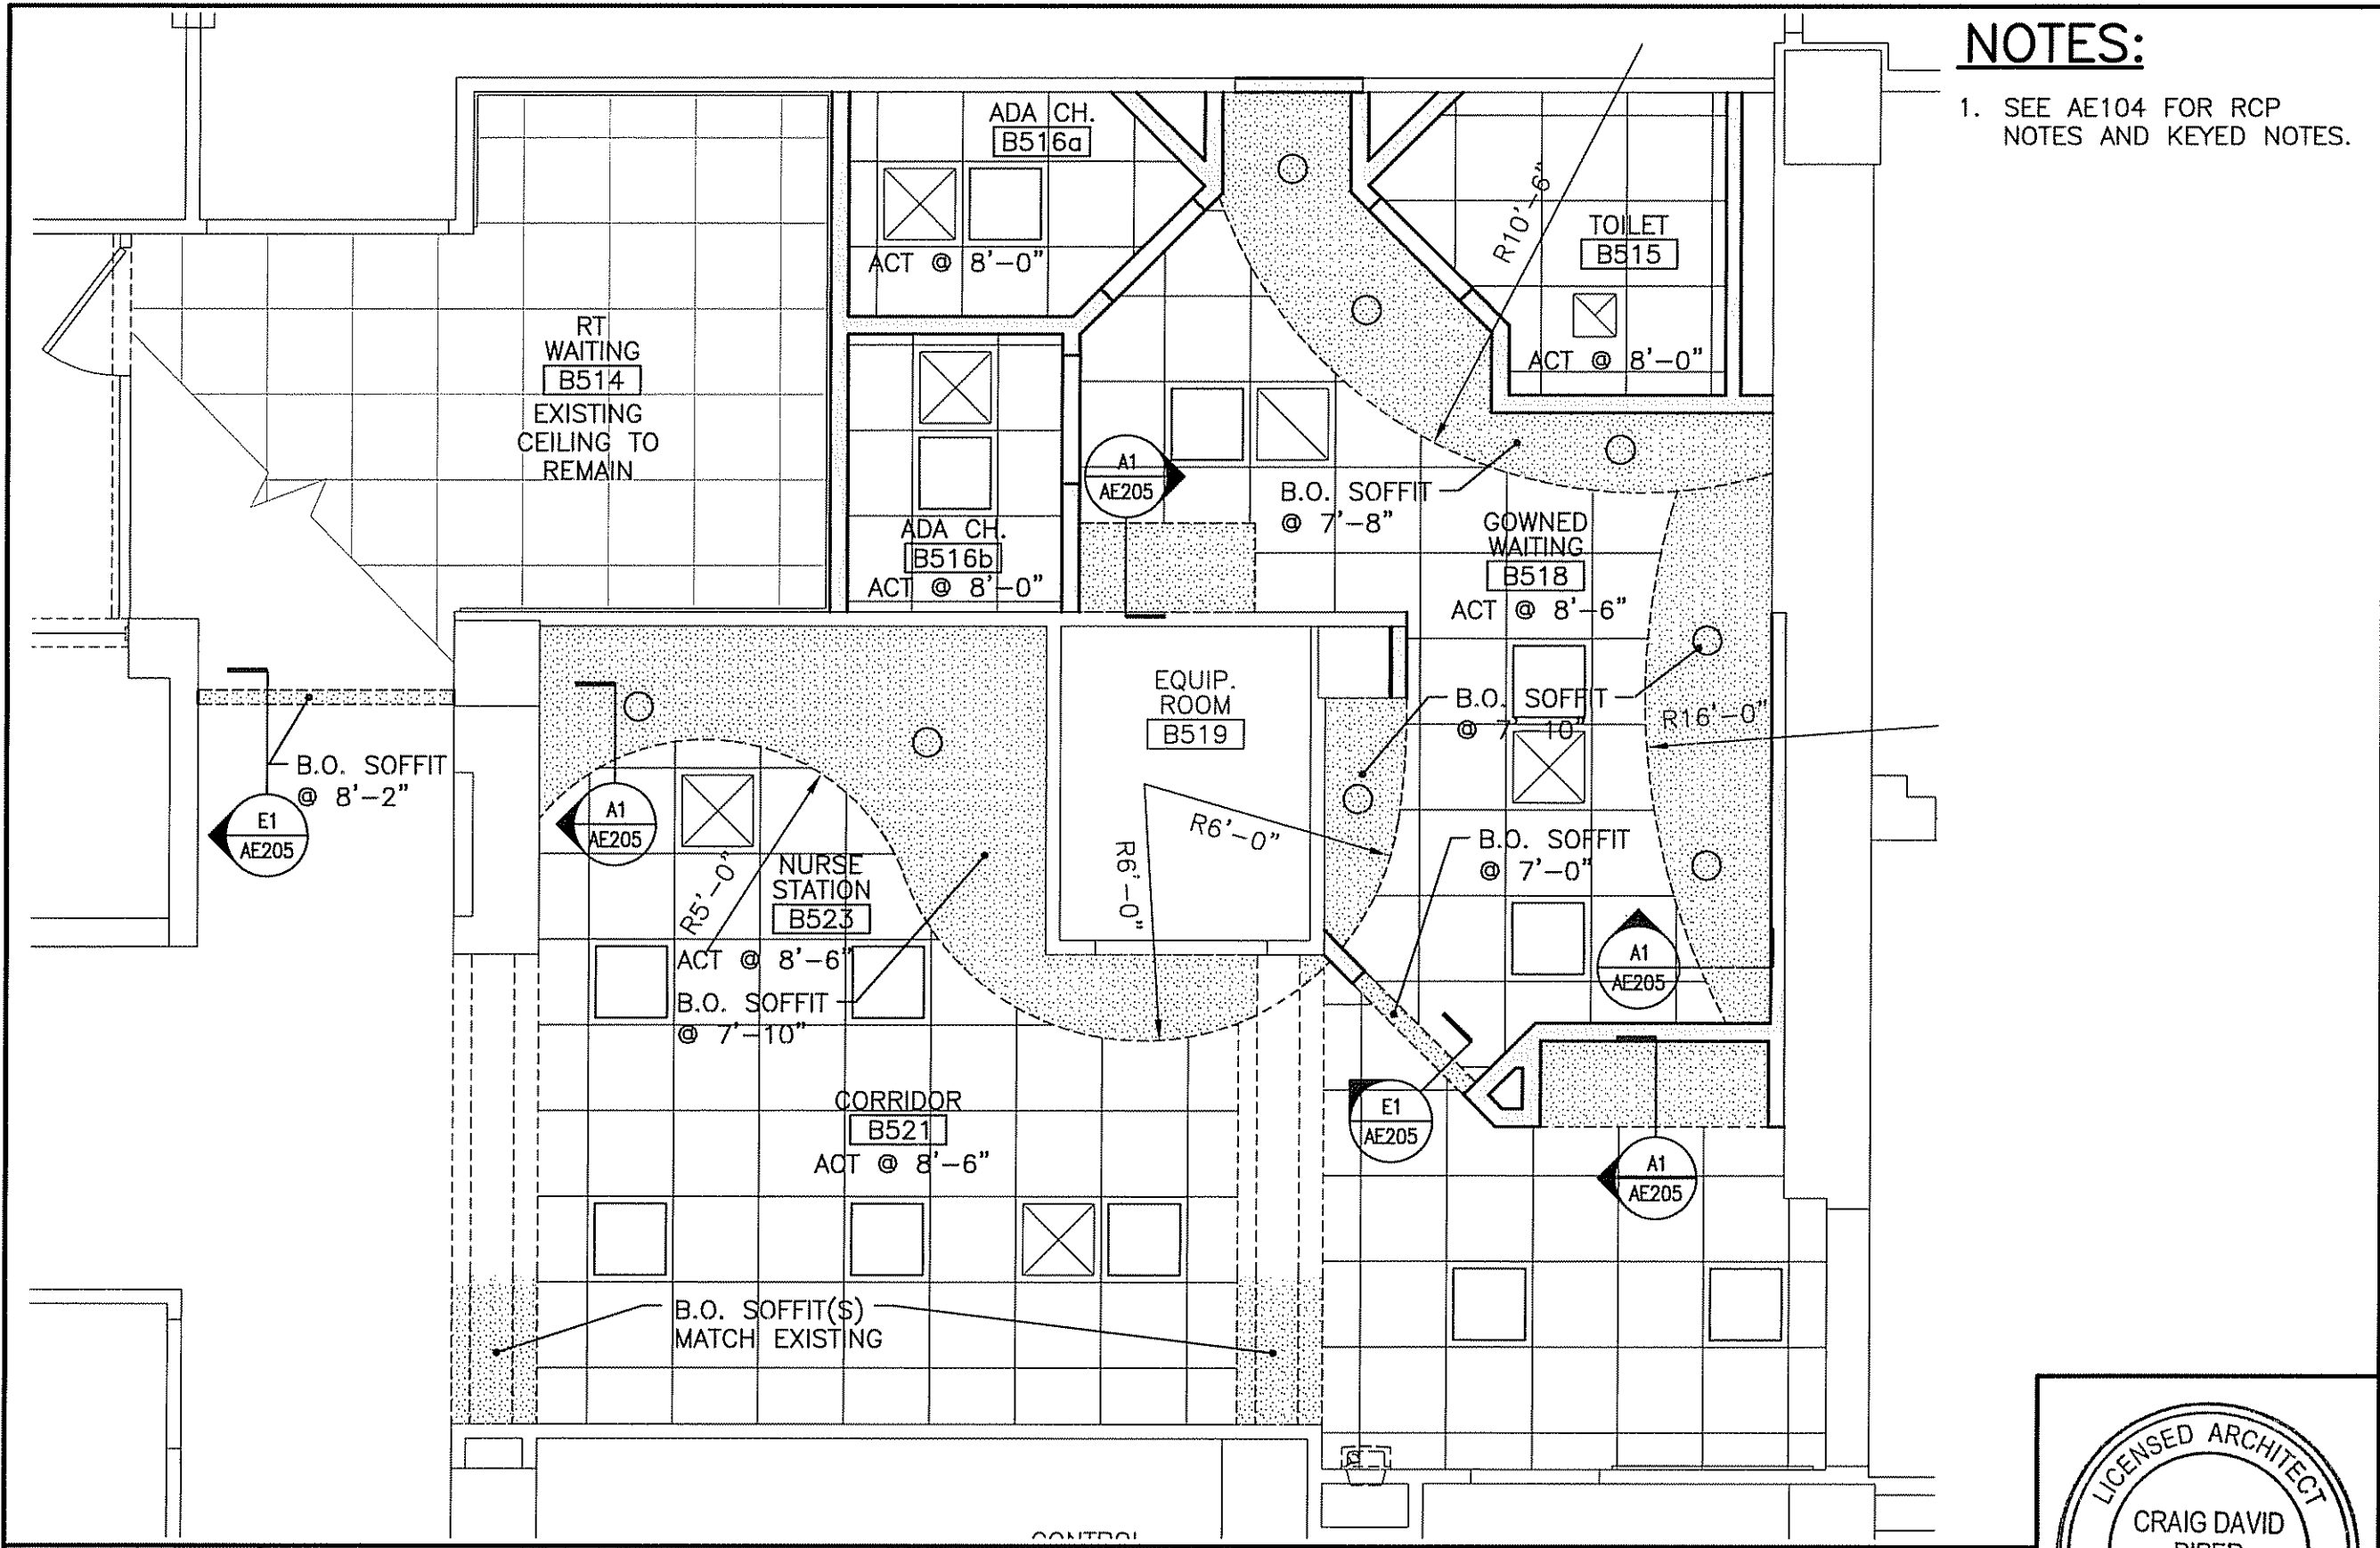 NOTES:
1. SEE AE104 FOR RCP
NOTES AND KEYED NOTES.
ADA CH.
B516a
ACT @ 8'-0"
R10'-6"
TOILET
B515
ACT @ 8'-0"
RT
WAITING
B514
EXISTING
CEILING TO
REMAIN
A1
AE205
B.O. SOFFIT
@ 7'-8"
ADA CH.
B516b
ACT @ 8'-0"
GOWNED
WAITING
B518
ACT @ 8'-6"
EQUIP.
ROOM
B519
B.O. SOFFIT
@ 7'-10"
R16'-0"
B.O. SOFFIT
@ 8'-2"
E1
AE205
A1
AE205
R5'-0"
NURSE
STATION
B523
ACT @ 8'-6"
R6'-0"
R6'-0"
B.O. SOFFIT
@ 7'-0"
A1
AE205
B.O. SOFFIT
@ 7'-10"
CORRIDOR
B521
ACT @ 8'-6"
E1
AE205
A1
AE205
B.O. SOFFIT(S)
MATCH EXISTING
CONTROL
LICENSED ARCHITECT
CRAIG DAVID